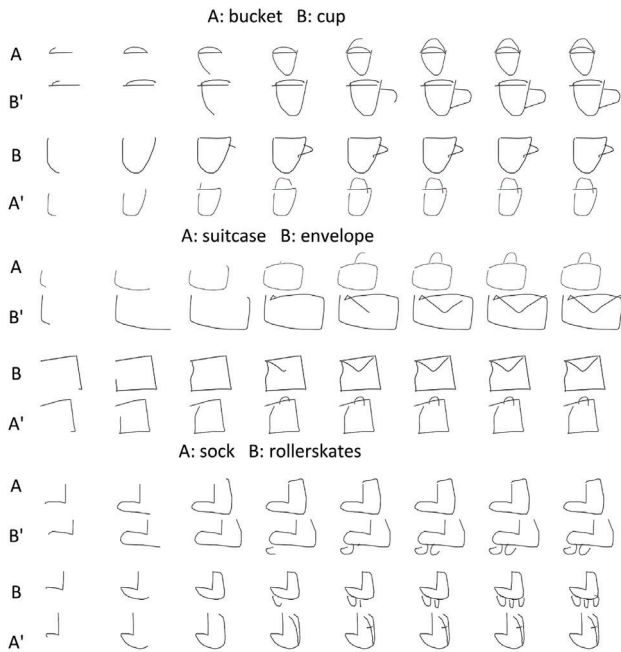 A: bucket B: cup
A
B'
B
A'
A: suitcase B: envelope
A
B'
B
A'
A: sock B: rollerskates
A
B'
B
A'